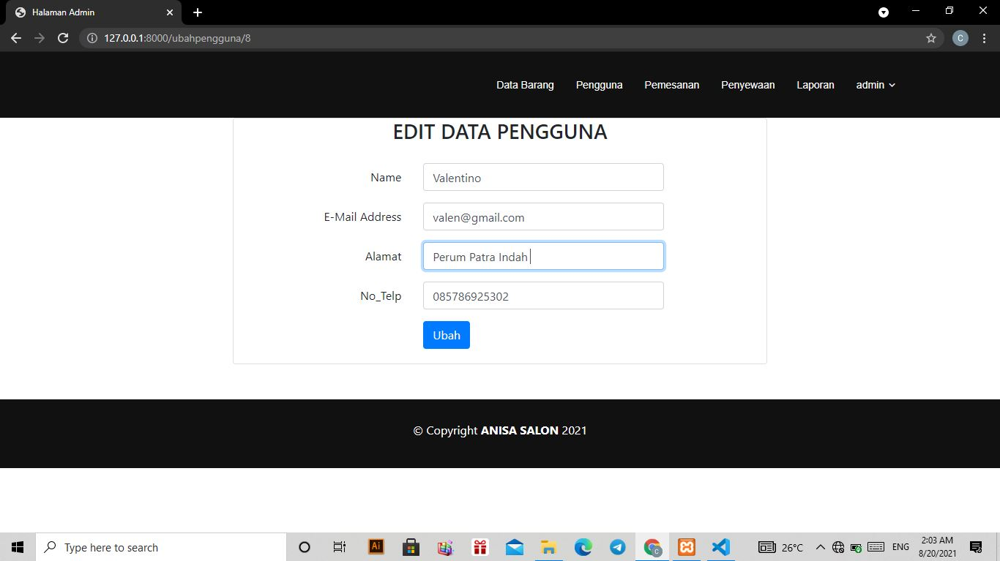 Halaman Admin
127.0.0.1:8000/ubahpengguna/8
C
Data Barang Pengguna Pemesanan Penyewaan Laporan admin
EDIT DATA PENGGUNA
Name Valentino
E-Mail Address valen@gmail.com
Alamat Perum Patra Indah
No_Telp 085786925302
Ubah
© Copyright ANISA SALON 2021
Type here to search
Ai
C
26°C
ENG
2:03 AM
8/20/2021